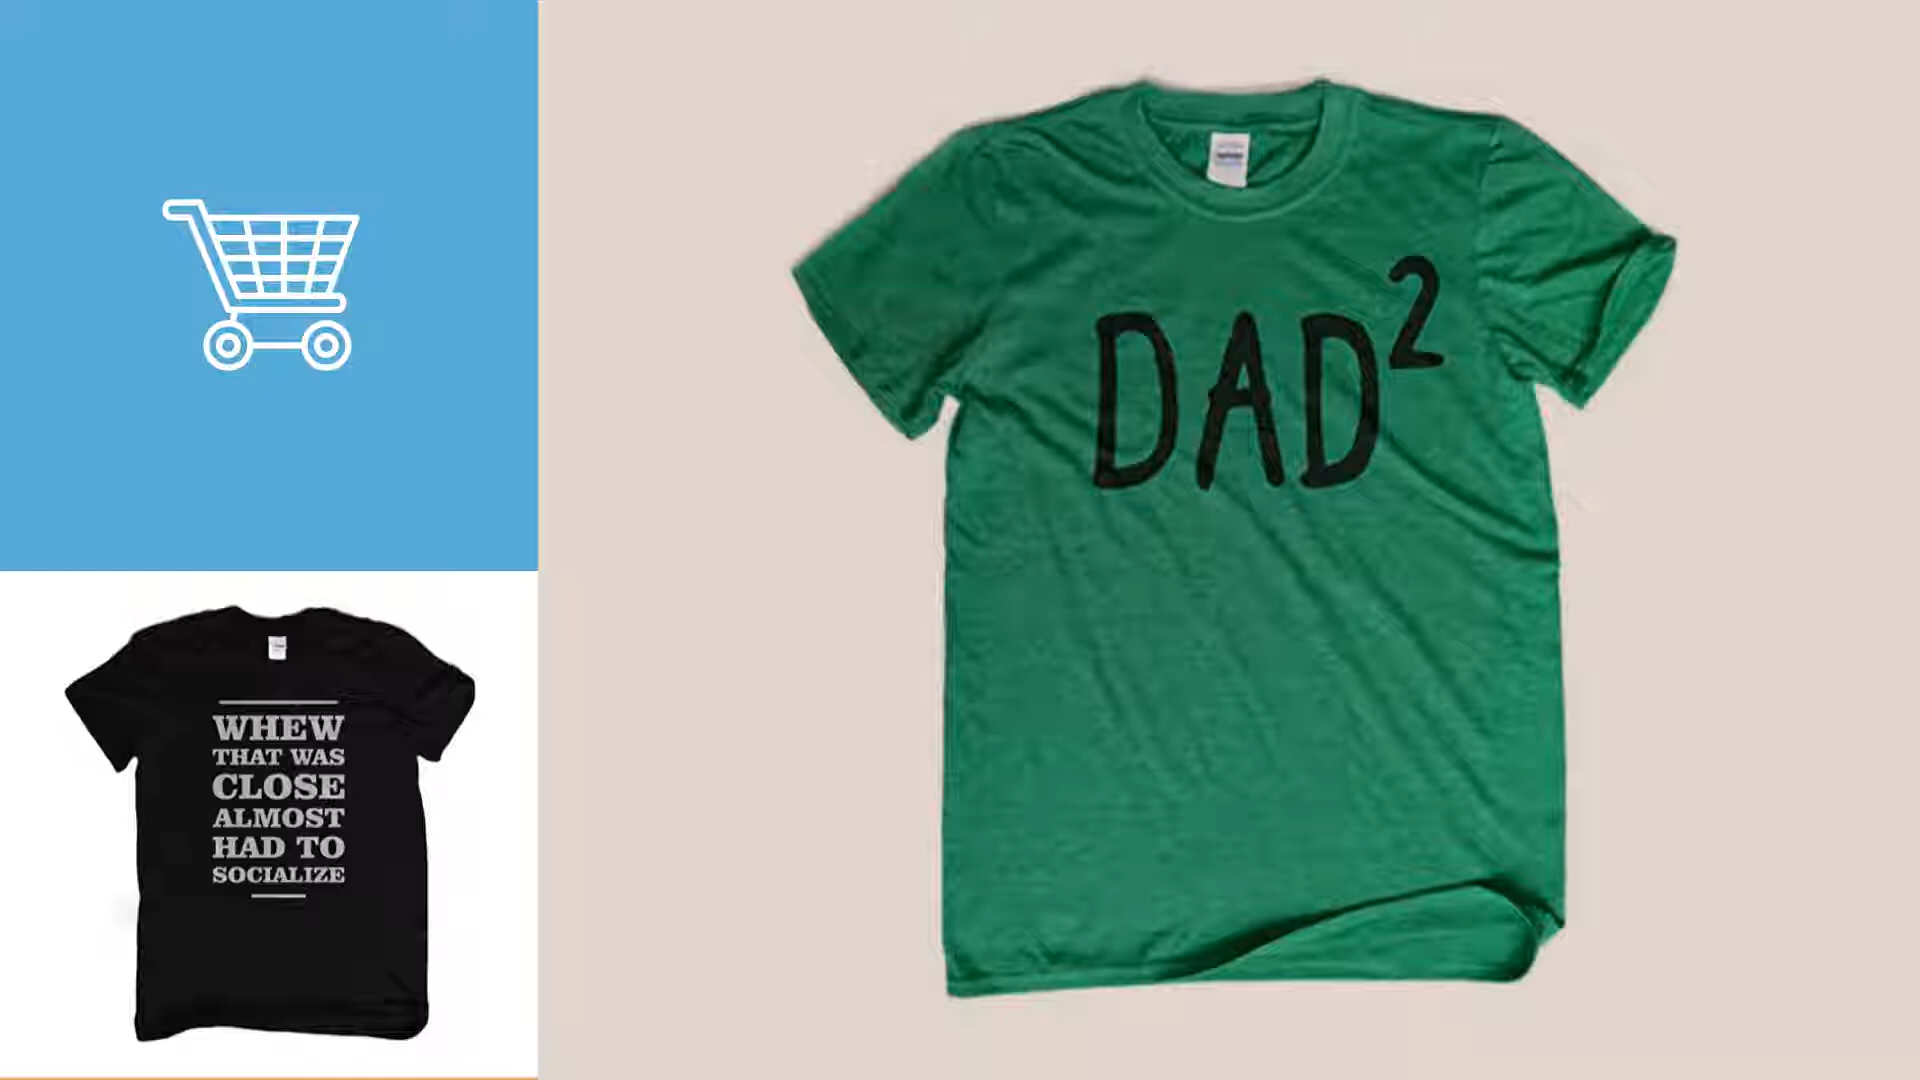 WHEW
THAT WAS
CLOSE
ALMOST
HAD TO
SOCIALIZE
DAD²